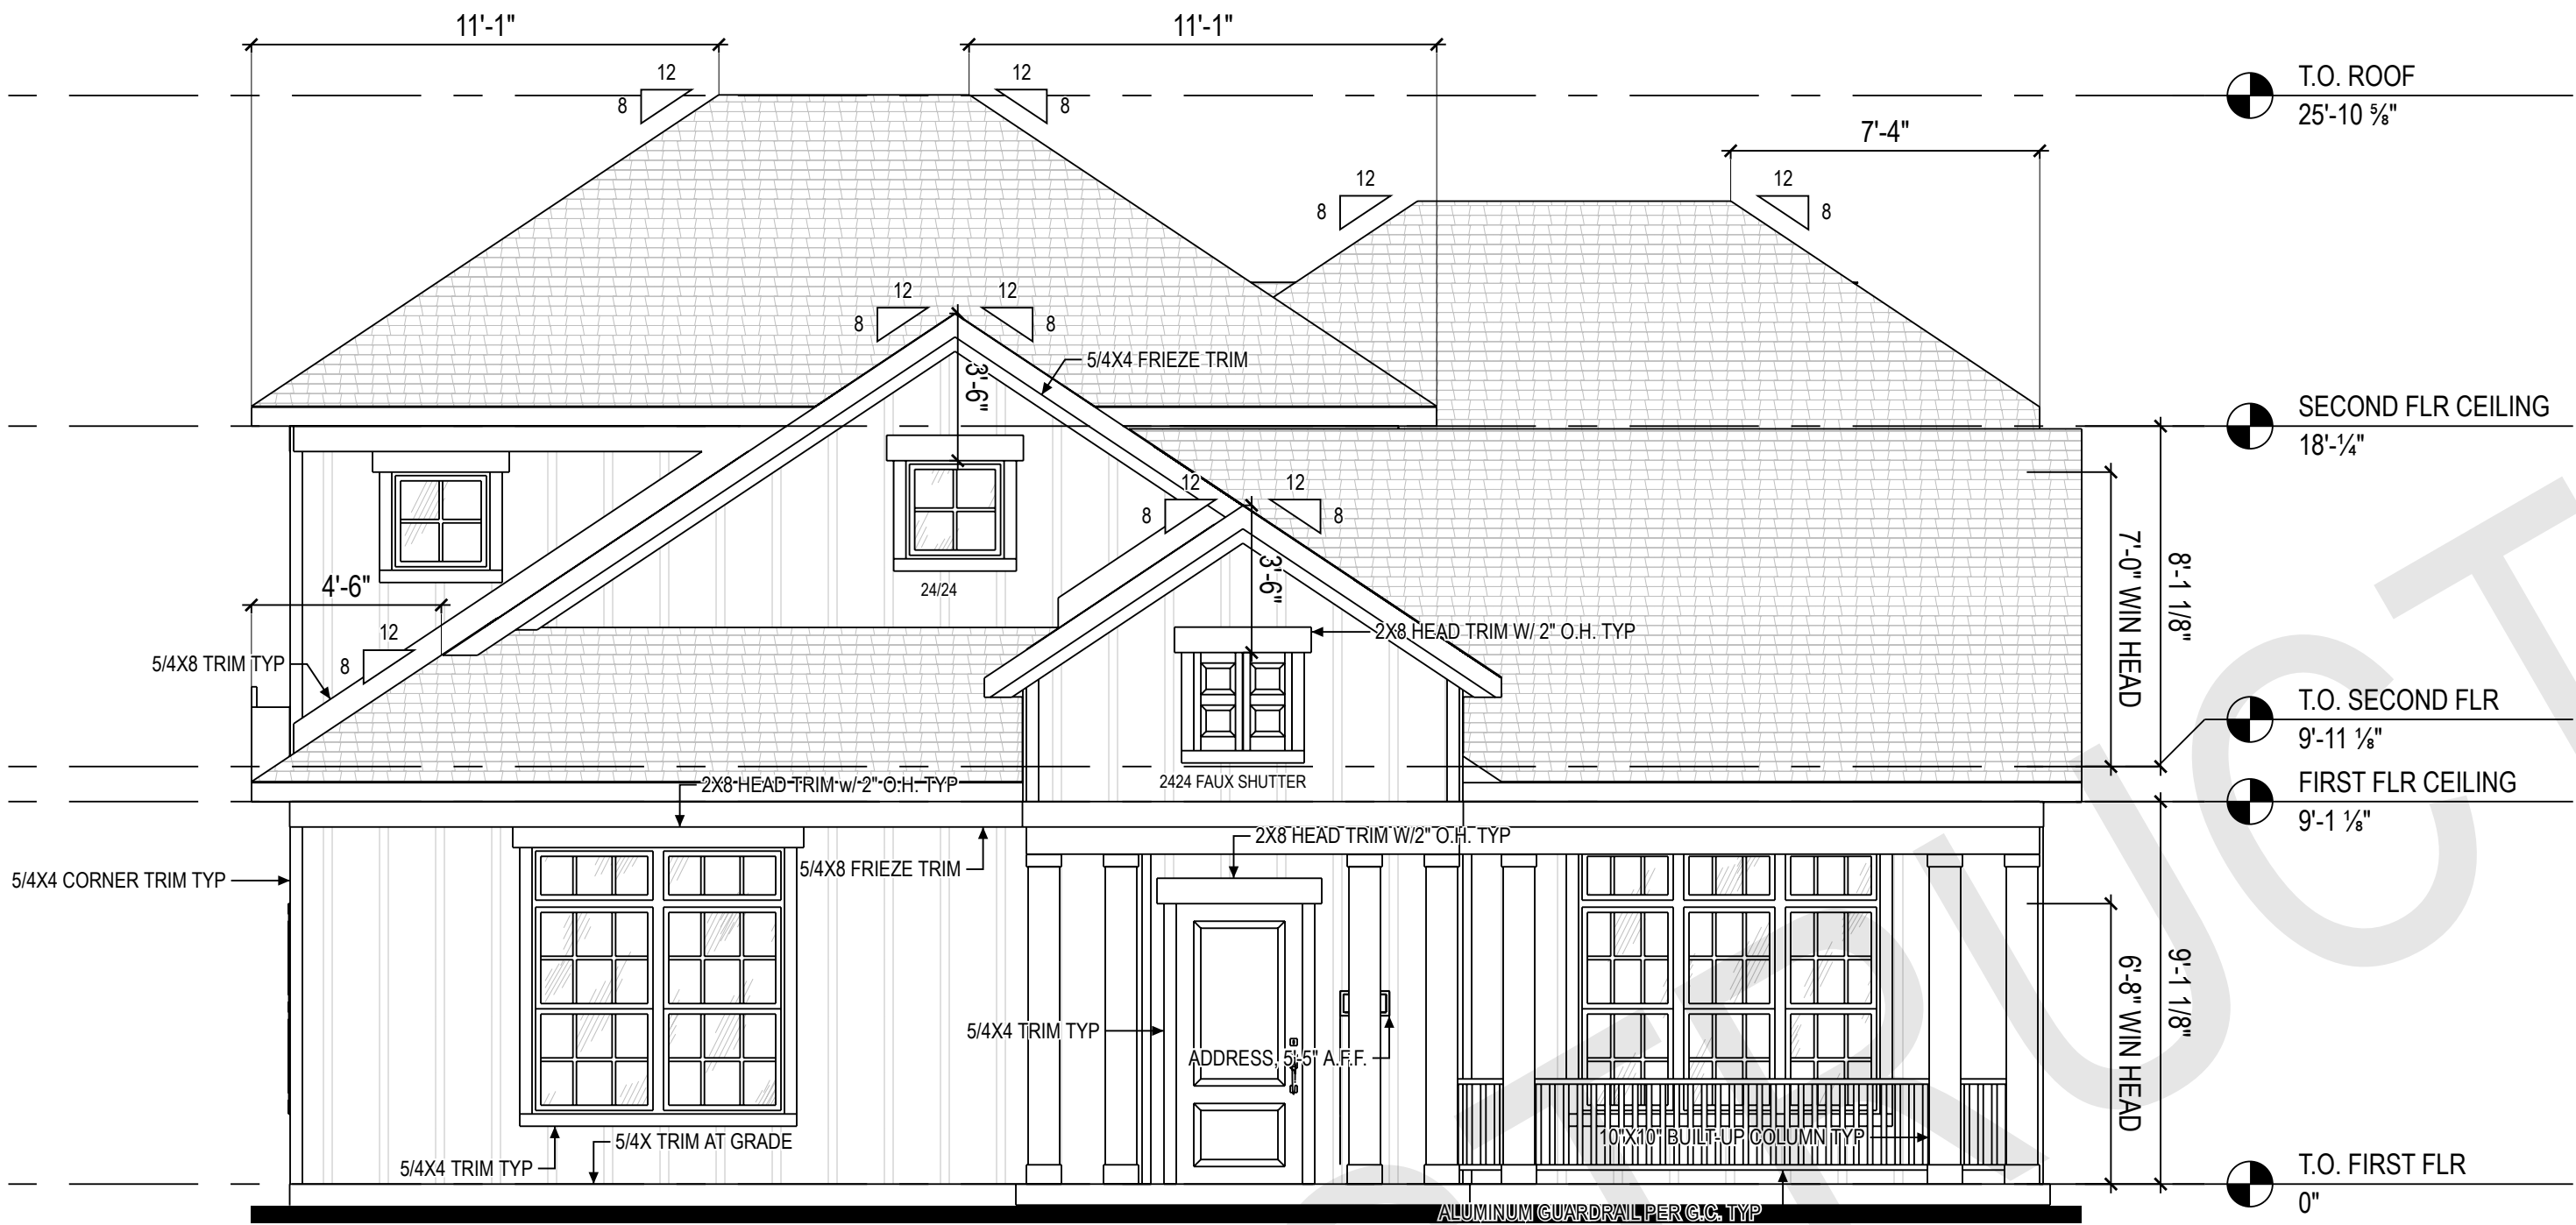 11'-1"
11'-1"
12
8
12
8
T.O. ROOF
25'-10 ⅝"
7'-4"
12
8
12
8
12
8
12
8
5/4X4 FRIEZE TRIM
3'-6"
SECOND FLR CEILING
18'-¼"
12
8
12
8
4'-6"
24/24
3'-6"
12
8
5/4X8 TRIM TYP
2X8 HEAD TRIM W/ 2" O.H. TYP
7'-0" WIN HEAD
8'-1 1/8"
T.O. SECOND FLR
9'-11 ⅛"
2X8 HEAD TRIM w/ 2" O.H. TYP
2424 FAUX SHUTTER
FIRST FLR CEILING
9'-1 ⅛"
2X8 HEAD TRIM W/2" O.H. TYP
5/4X8 FRIEZE TRIM
5/4X4 CORNER TRIM TYP
6'-8" WIN HEAD
9'-1 1/8"
5/4X4 TRIM TYP
ADDRESS, 5'-5" A.F.F.
5/4X TRIM AT GRADE
10"X10" BUILT-UP COLUMN TYP
5/4X4 TRIM TYP
T.O. FIRST FLR
0"
ALUMINUM GUARDRAIL PER G.C. TYP
TRUCT